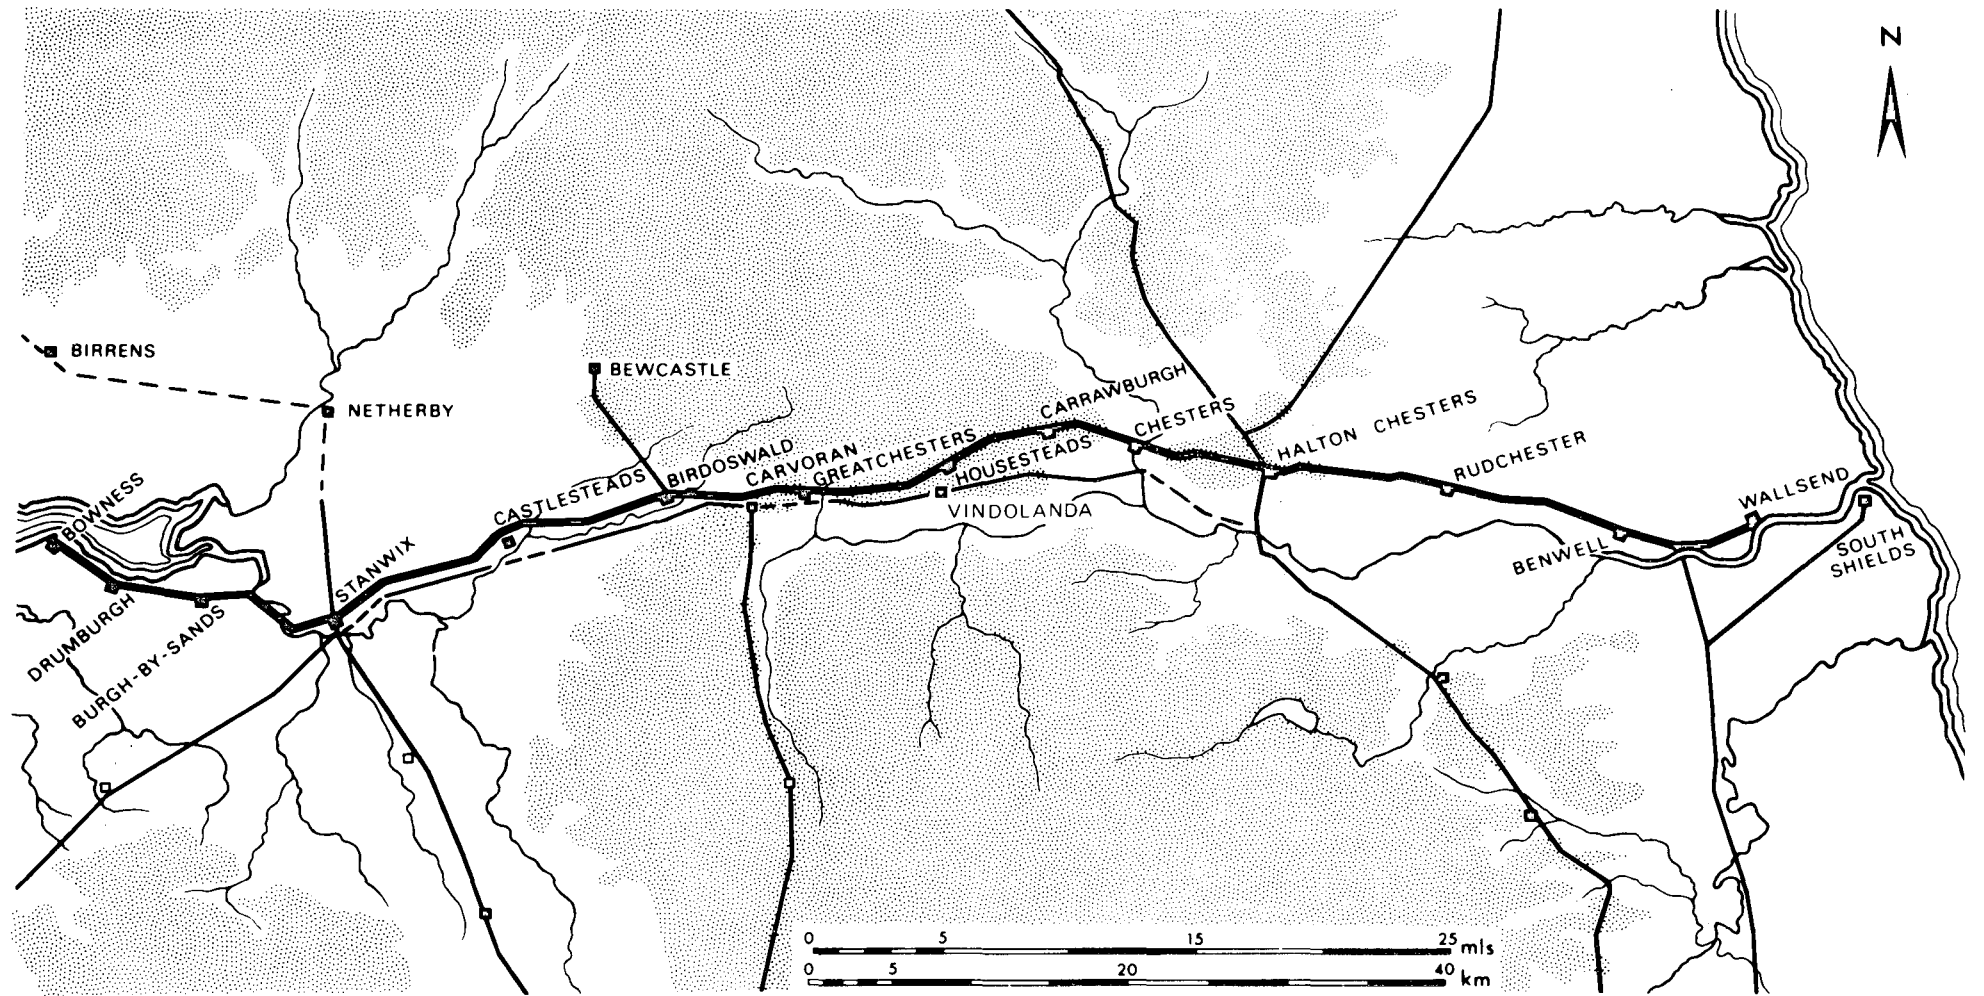 N
BIRRENS
NETHERBY
BEWCASTLE
BOWNESS
DRUMBURGH
BURGH-BY-SANDS
STANWIX
CASTLESTEADS
BIRDOSWALD
CARVORAN
GREATCHESTERS
HOUSESTEADS
VINDOLANDA
CARRAWBURGH
CHESTERS
HALTON CHESTERS
RUDCHESTER
BENWELL
WALLSEND
SOUTH
SHIELDS
0 5 15 25 mls
0 5 20 40 km